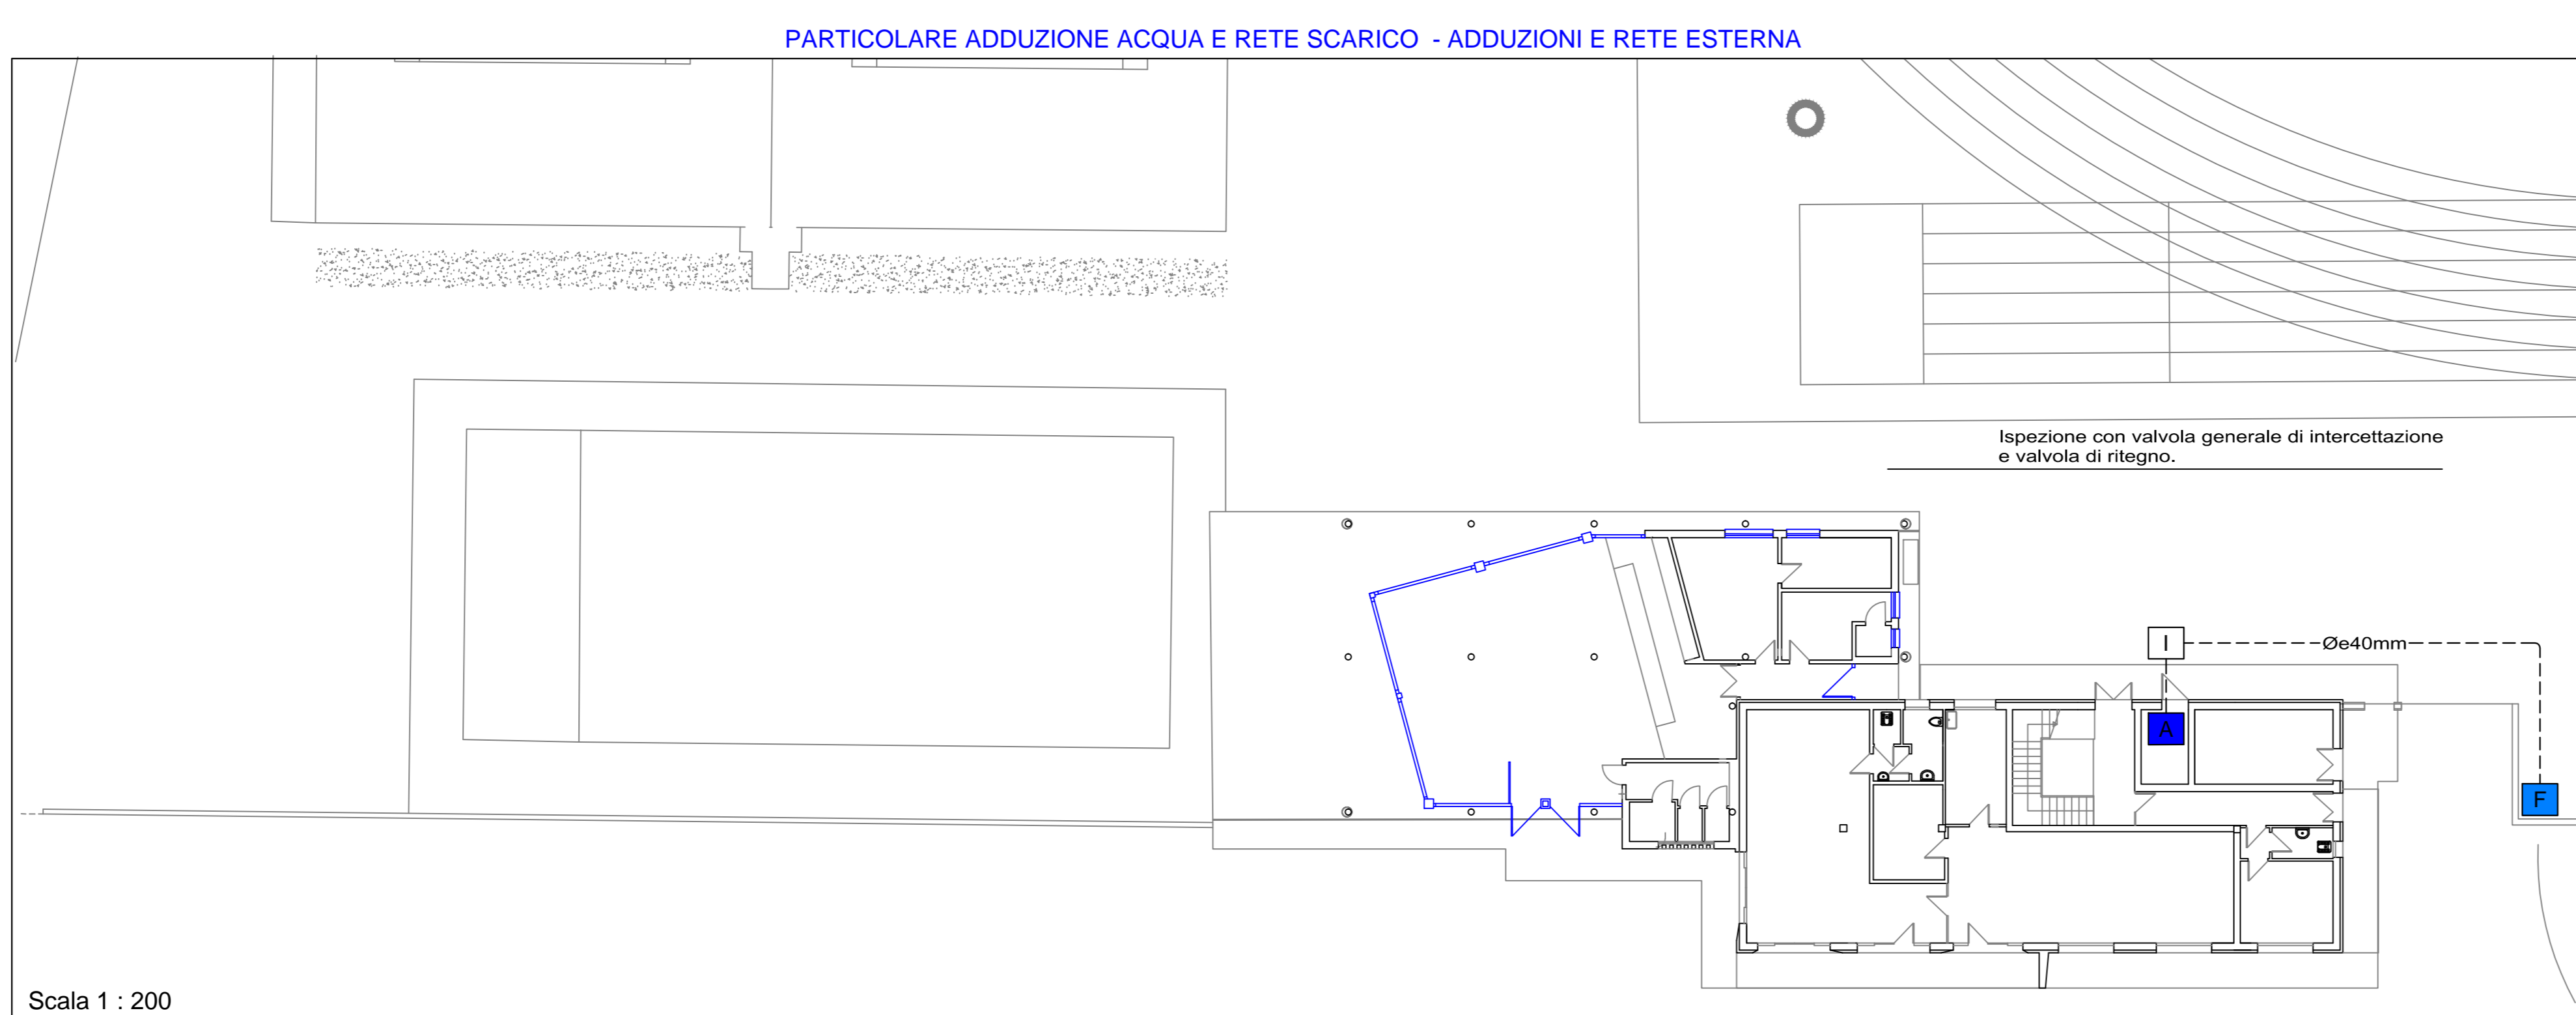 PARTICOLARE ADDUZIONE ACQUA E RETE SCARICO - ADDUZIONI E RETE ESTERNA
Ispezione con valvola generale di intercettazione
e valvola di ritegno.
I
Øe40mm
A
F
Scala 1 : 200